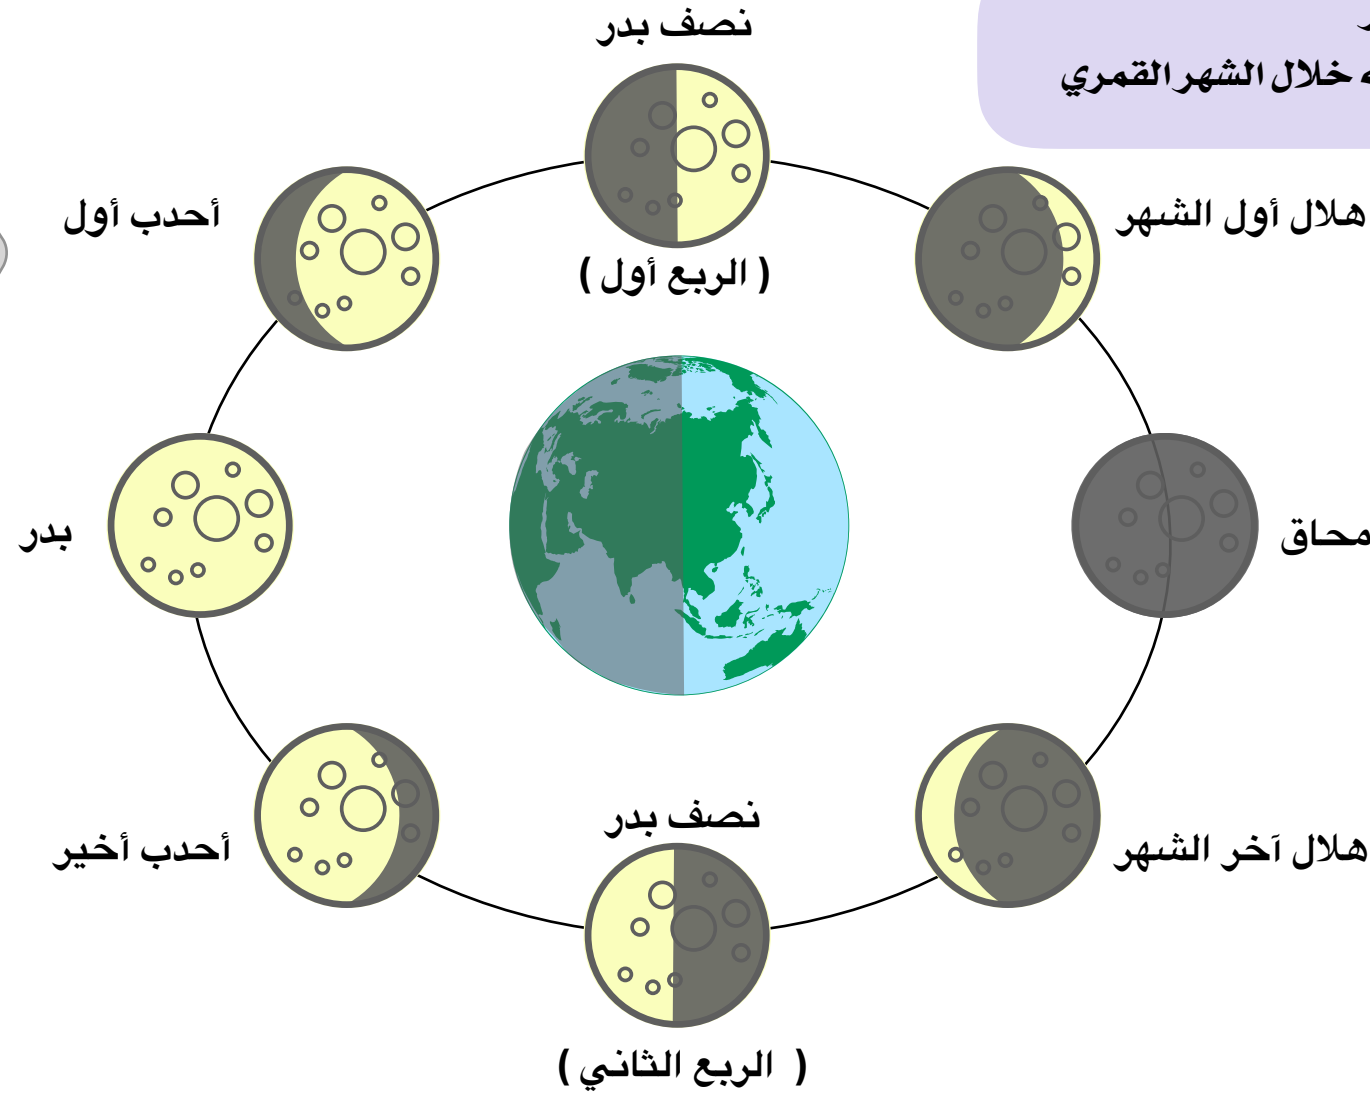 خلال الشهر القمري
نصف بدر
( الربع أول )
هلال أول الشهر
أحدب أول
محاق
بدر
هلال آخر الشهر
أحدب أخير
نصف بدر
( الربع الثاني )